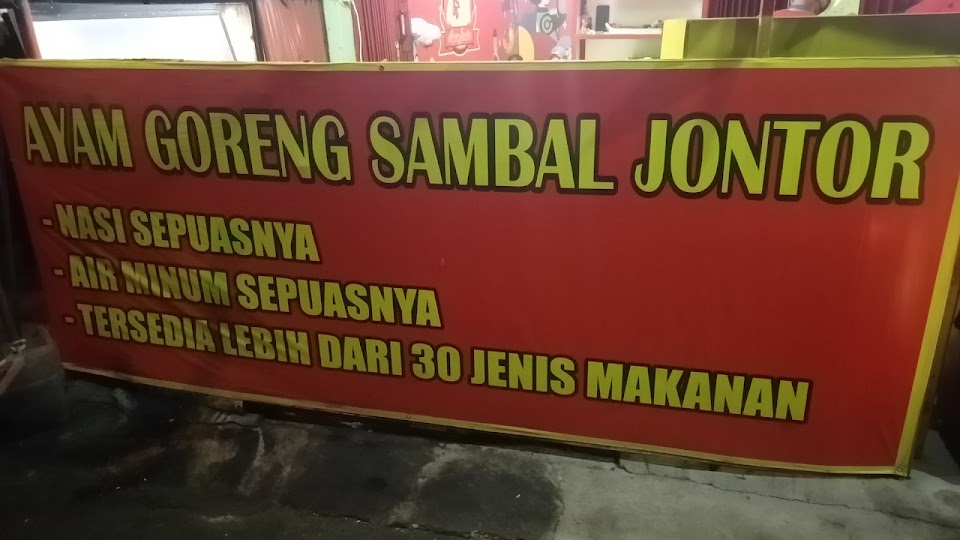 AYAM GORENG SAMBAL JONTOR
- NASI SEPUASNYA
- AIR MINUM SEPUASNYA
- TERSEDIA LEBIH DARI 30 JENIS MAKANAN